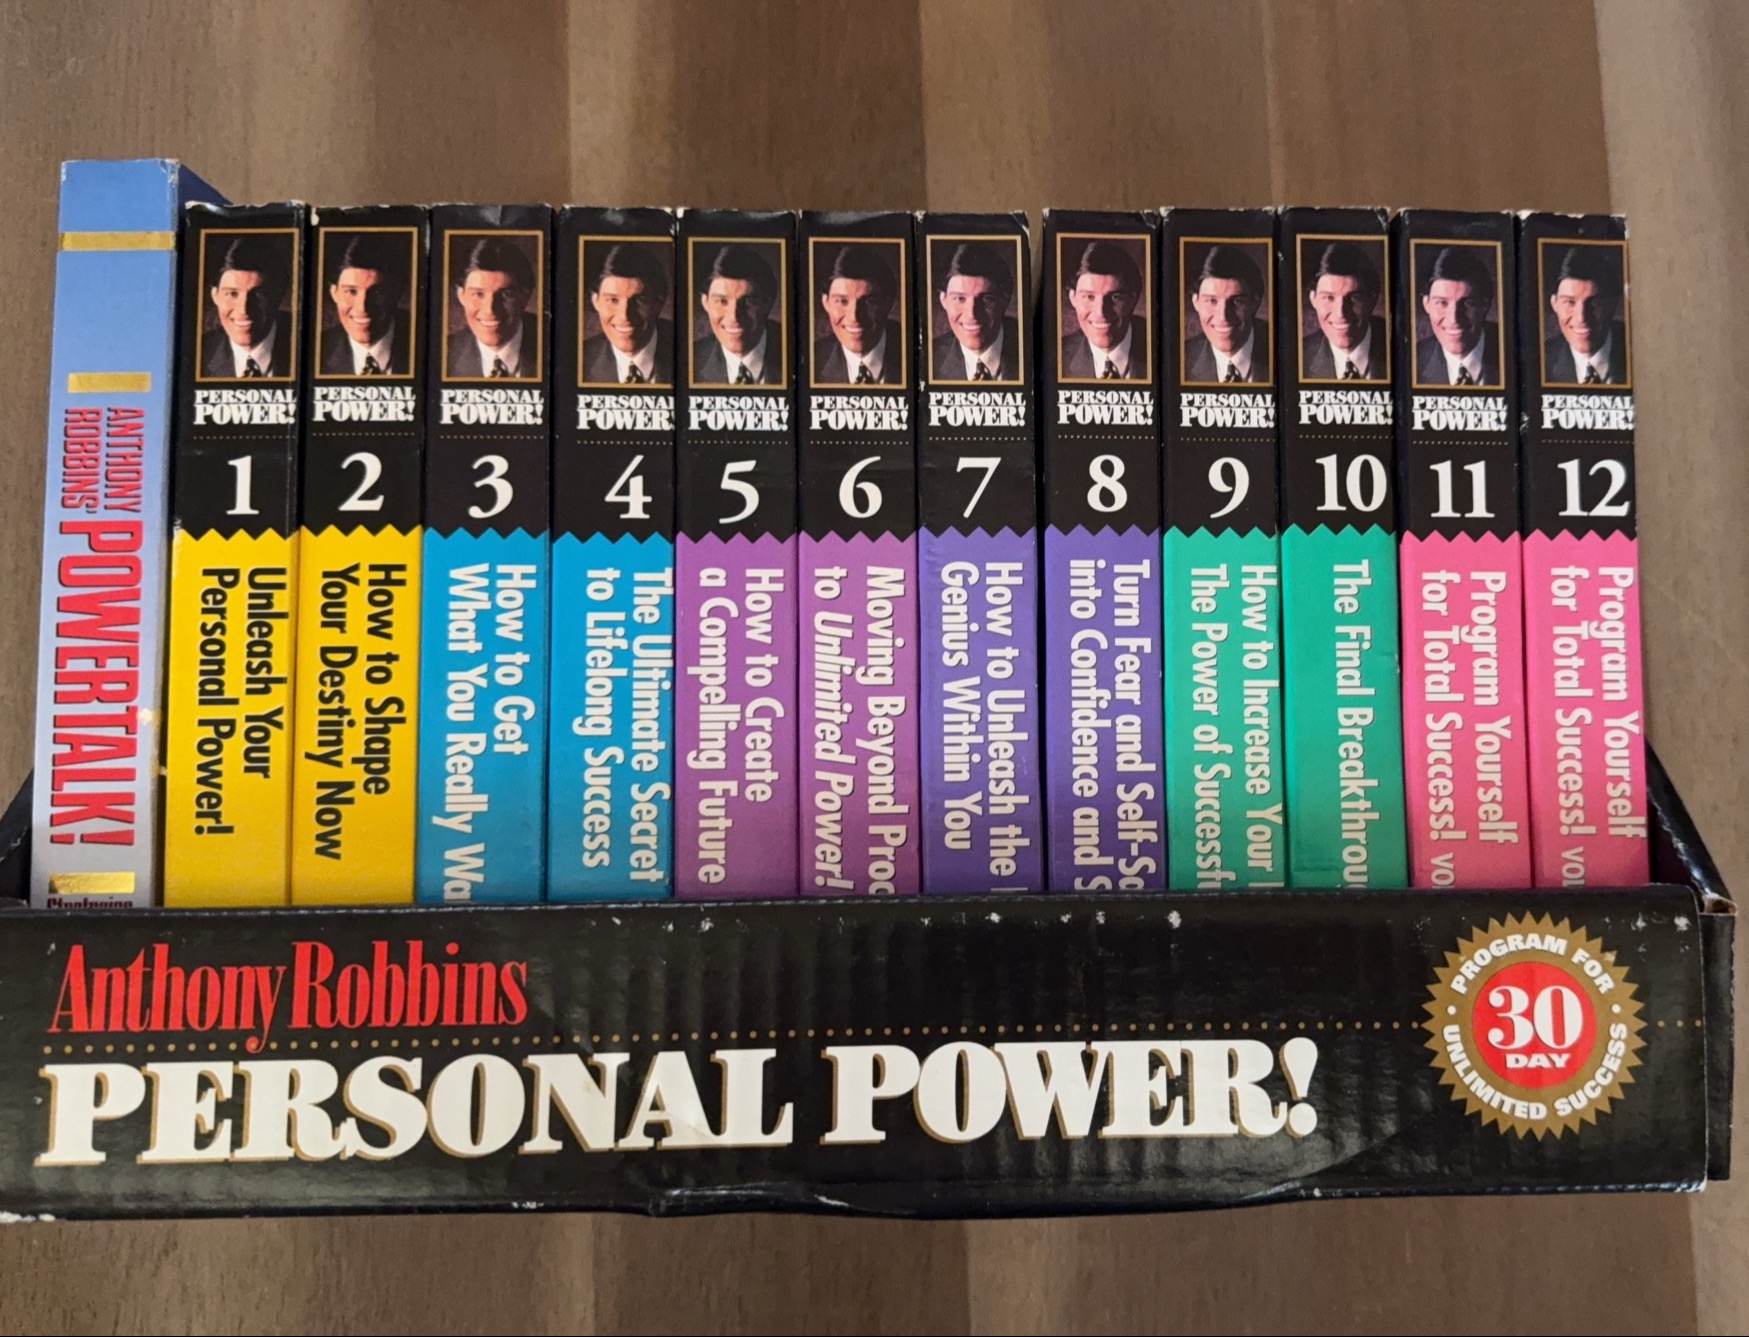 ANTHONY
ROBBINS'
POWERTALK!
Strategies
PERSONAL
POWER!
1
Unleash Your
Personal Power!
PERSONAL
POWER!
2
How to Shape
Your Destiny Now
PERSONAL
POWER!
3
How to Get
What You Really
PERSONAL
POWER!
4
The Ultimate Secret
to Lifelong Success
PERSONAL
POWER!
5
How to Create
a Compelling Future
PERSONAL
POWER!
6
Moving Beyond
to Unlimited Power!
PERSONAL
POWER!
7
How to Unleash the
Genius Within You
PERSONAL
POWER!
8
Turn Fear and
into Confidence and
PERSONAL
POWER!
9
How to Increase Your
The Power of
PERSONAL
POWER!
10
The Final
PERSONAL
POWER!
11
Program Yourself
for Total Success!
PERSONAL
POWER!
12
Program Yourself
for Total Success!
Anthony Robbins
PERSONAL POWER!
PROGRAM FOR
30
DAY
UNLIMITED SUCCESS